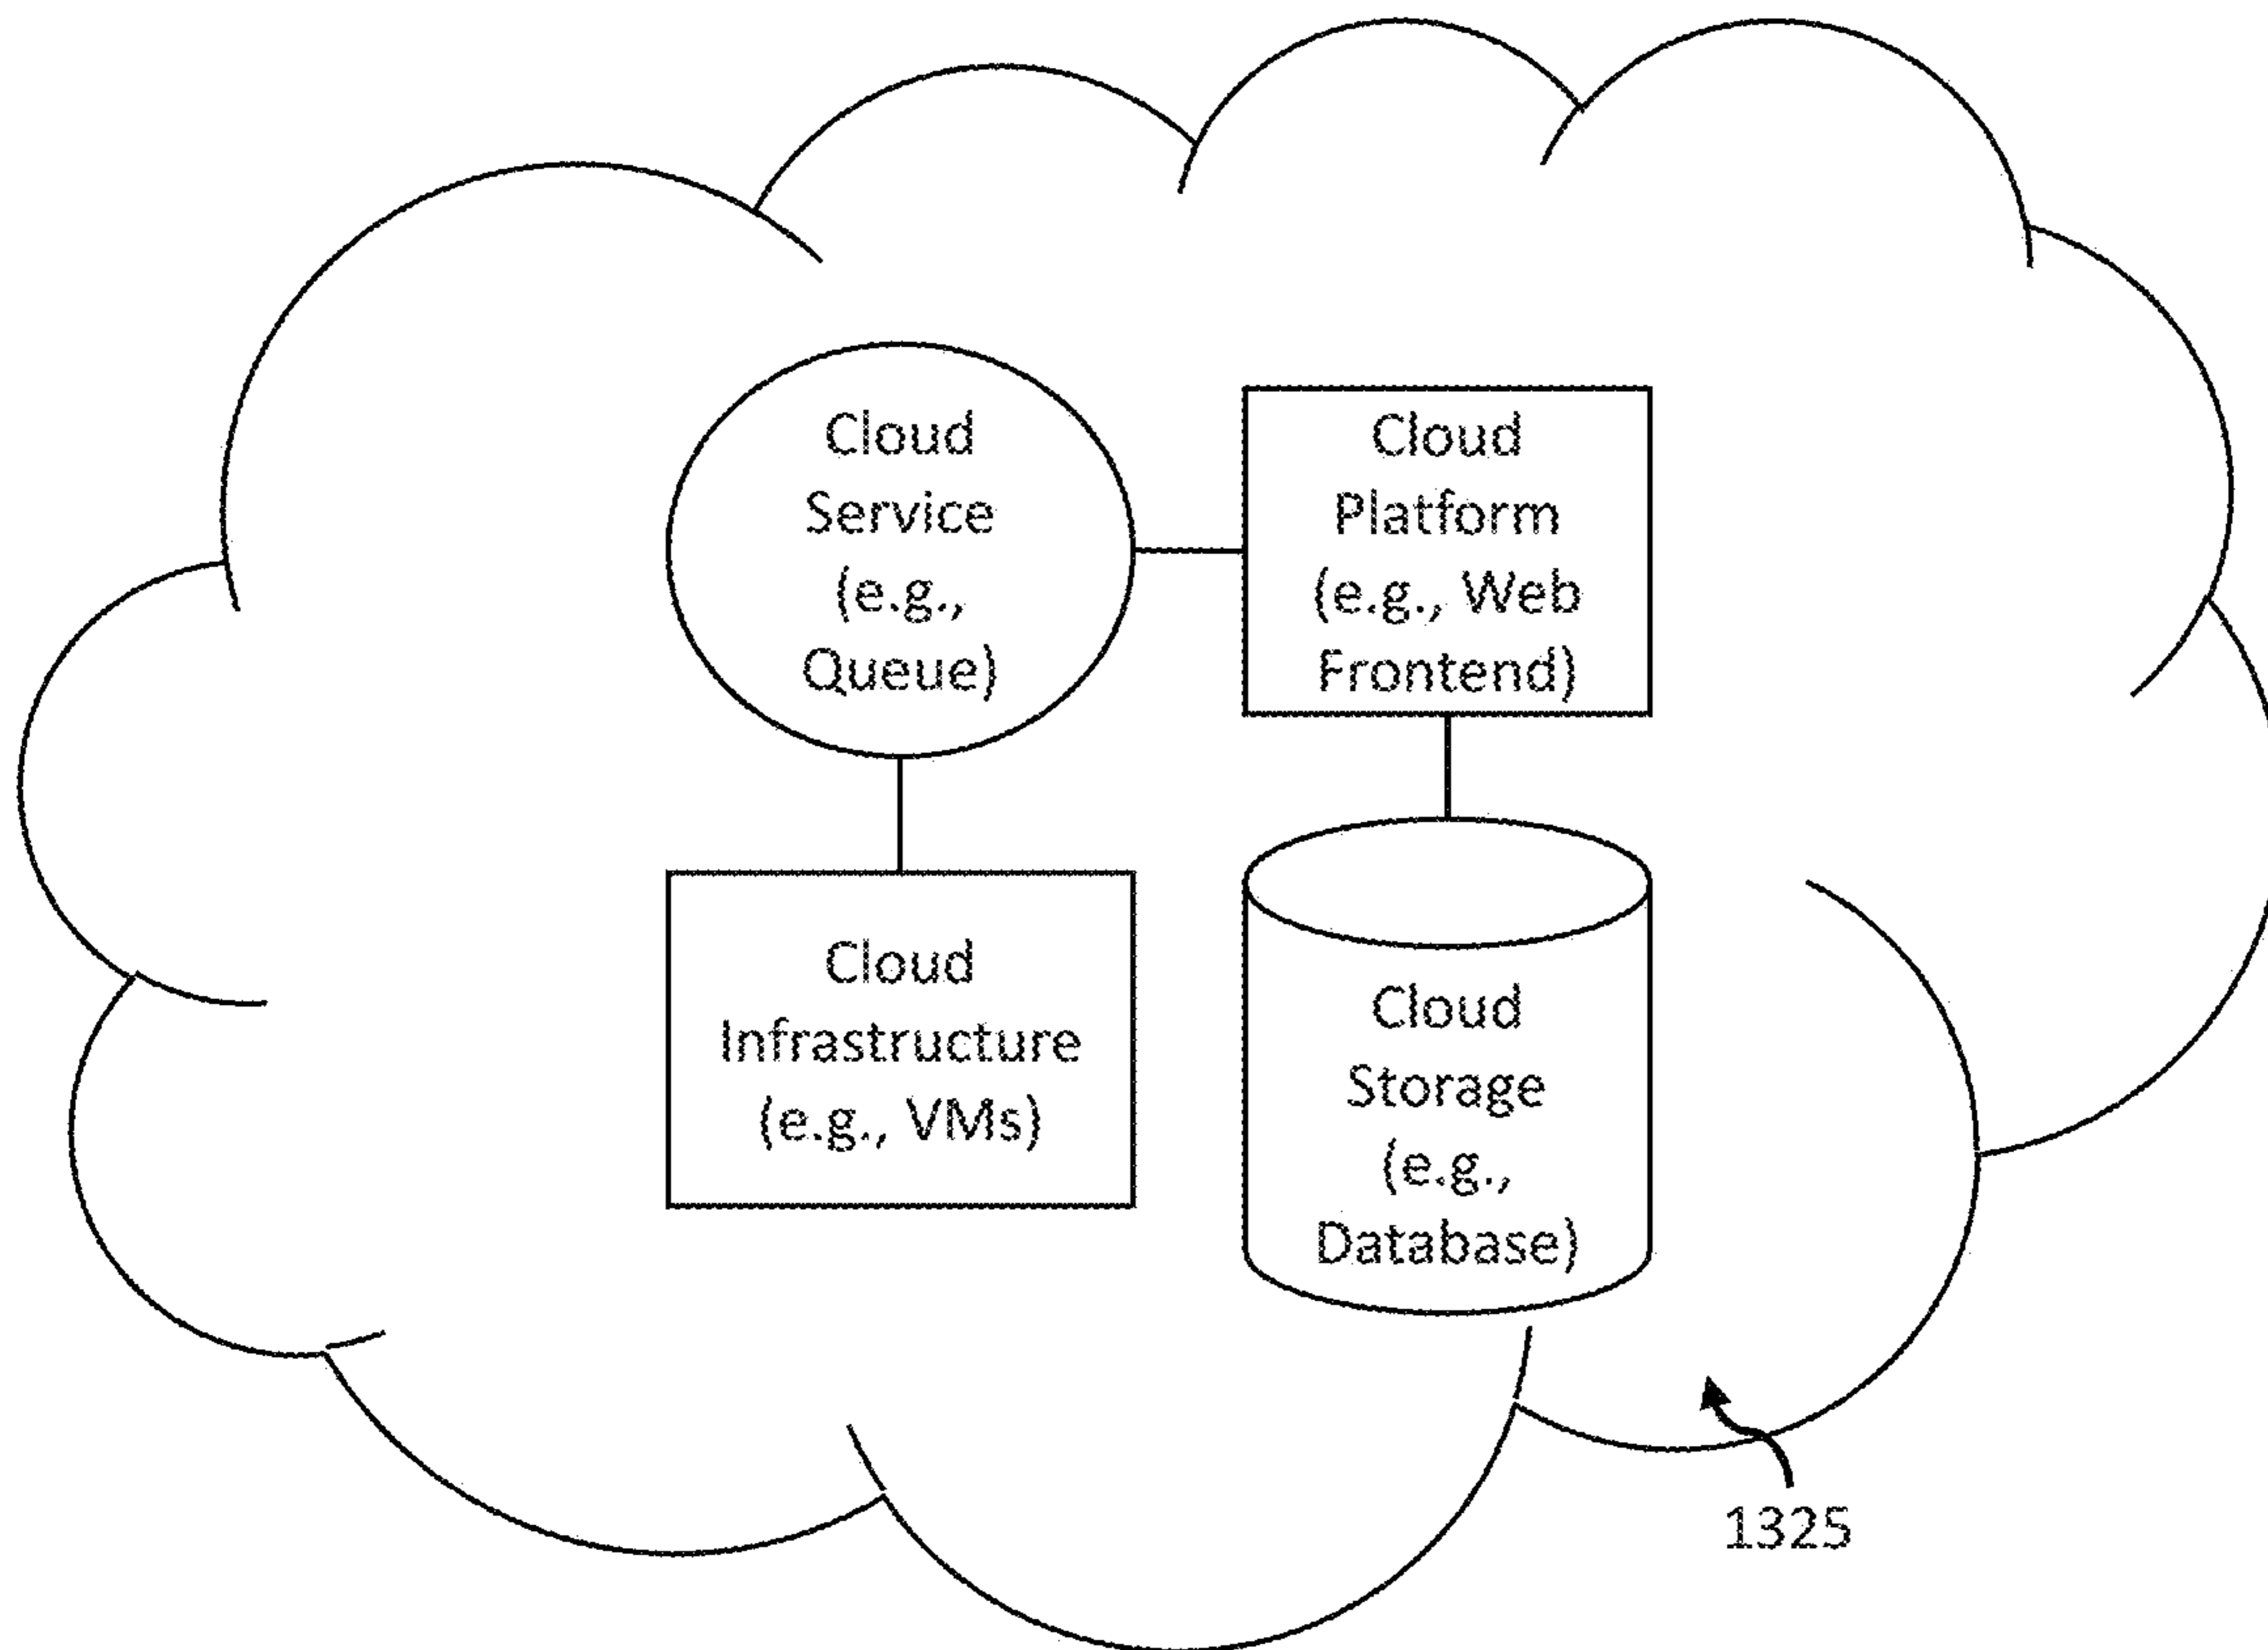 Cloud
Service
(e.g.,
Queue)
Cloud
Platform
(e.g., Web
Frontend)
Cloud
Infrastructure
(e.g., VMs)
Cloud
Storage
(e.g.,
Database)
1325